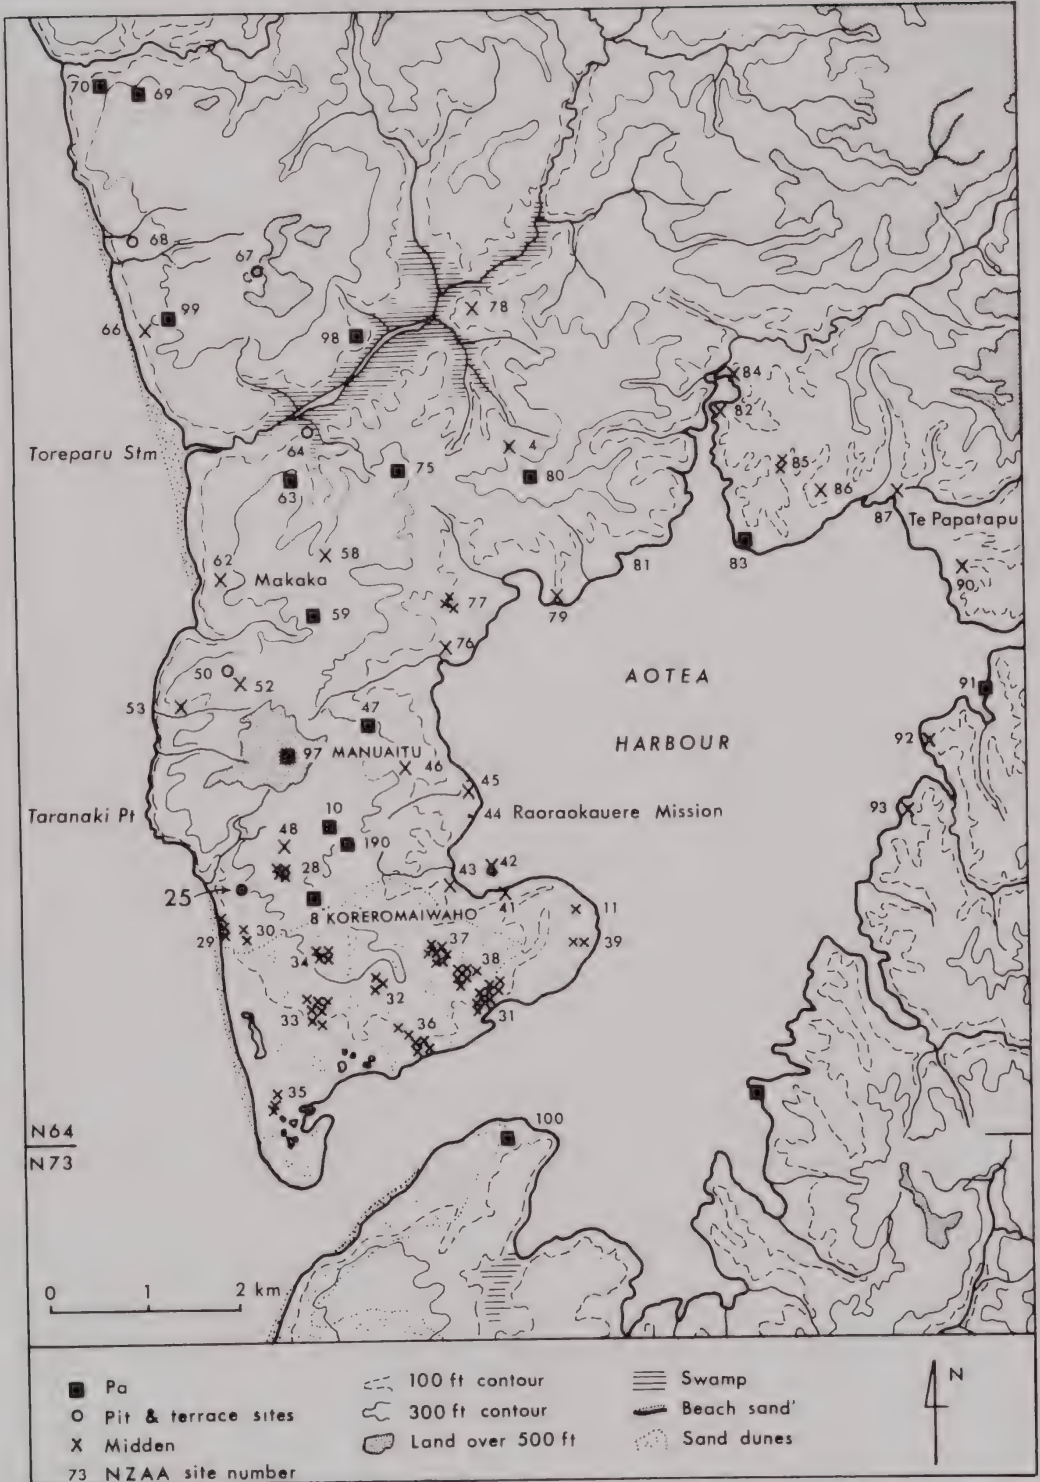 70
69
68
67
99
66
98
78
84
82
Toreparu Stm
64
4
75
80
85
86
63
87
Te Papatapu
83
81
62
58
Makaka
90
59
77
79
76
50
52
AOTEA
53
91
47
HARBOUR
92
97 MANUAITU
46
45
93
Taranaki Pt
10
44 Raoraokauere Mission
48
190
28
42
43
25
41
11
8 KOREROMAIWAHO
29
30
37
39
34
38
32
31
33
36
35
N64
100
N73
0 1 2 km
Pa
Pit & terrace sites
Midden
73 NZAA site number
100 ft contour
300 ft contour
Land over 500 ft
Swamp
Beach sand'
Sand dunes
N